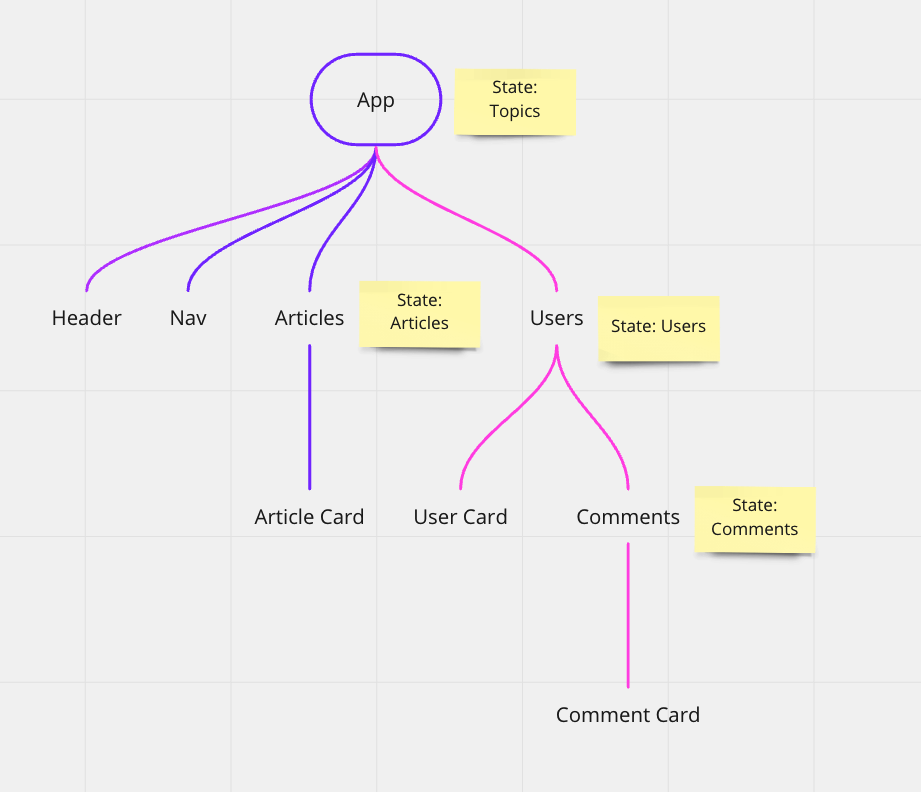 App
State:
Topics
Header
Nav
Articles
State:
Articles
Users
State: Users
Article Card
User Card
Comments
State:
Comments
Comment Card